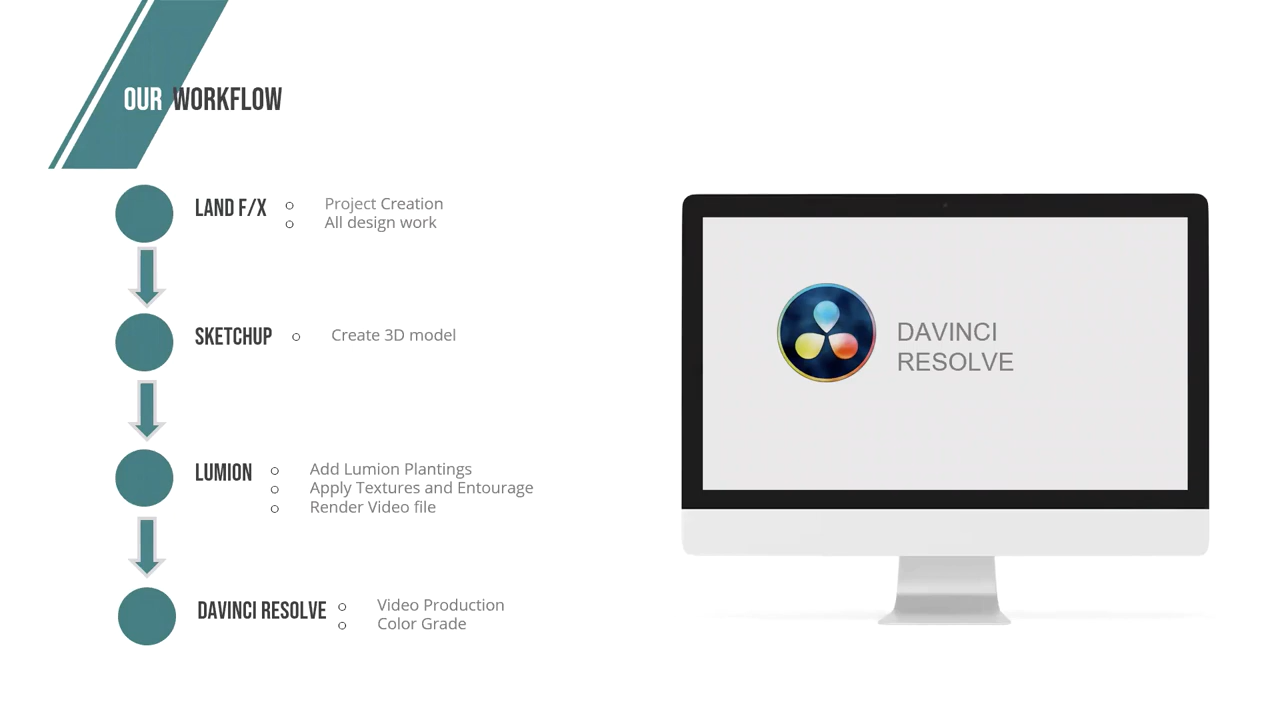 OUR WORKFLOW
LAND F/X
Project Creation
All design work
SKETCHUP
Create 3D model
LUMION
Add Lumion Plantings
Apply Textures and Entourage
Render Video file
DAVINCI RESOLVE
Video Production
Color Grade
DAVINCI
RESOLVE